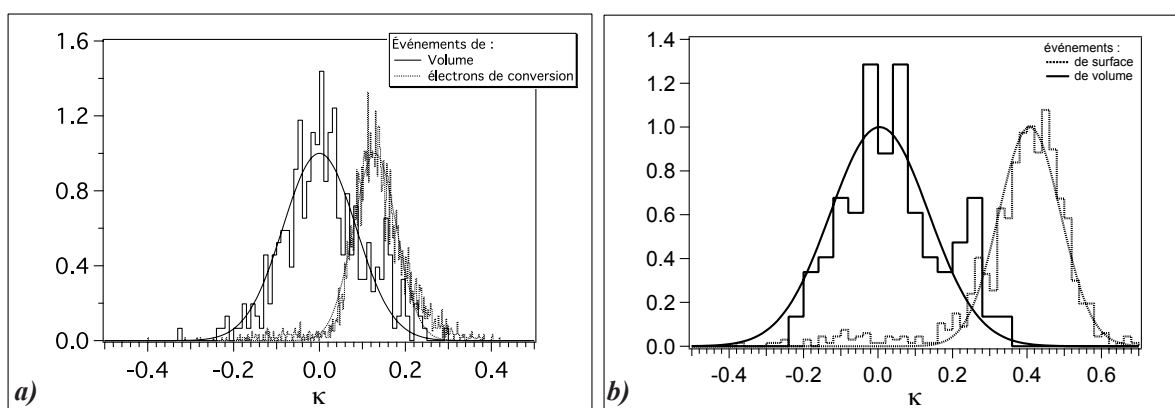 1.6
1.2
0.8
0.4
0.0
-0.4 -0.2 0.0 0.2 0.4
κ
Événements de :
Volume
électrons de conversion
a)
1.4
1.2
1.0
0.8
0.6
0.4
0.2
0.0
-0.4 -0.2 0.0 0.2 0.4 0.6
κ
événements :
de surface
de volume
b)